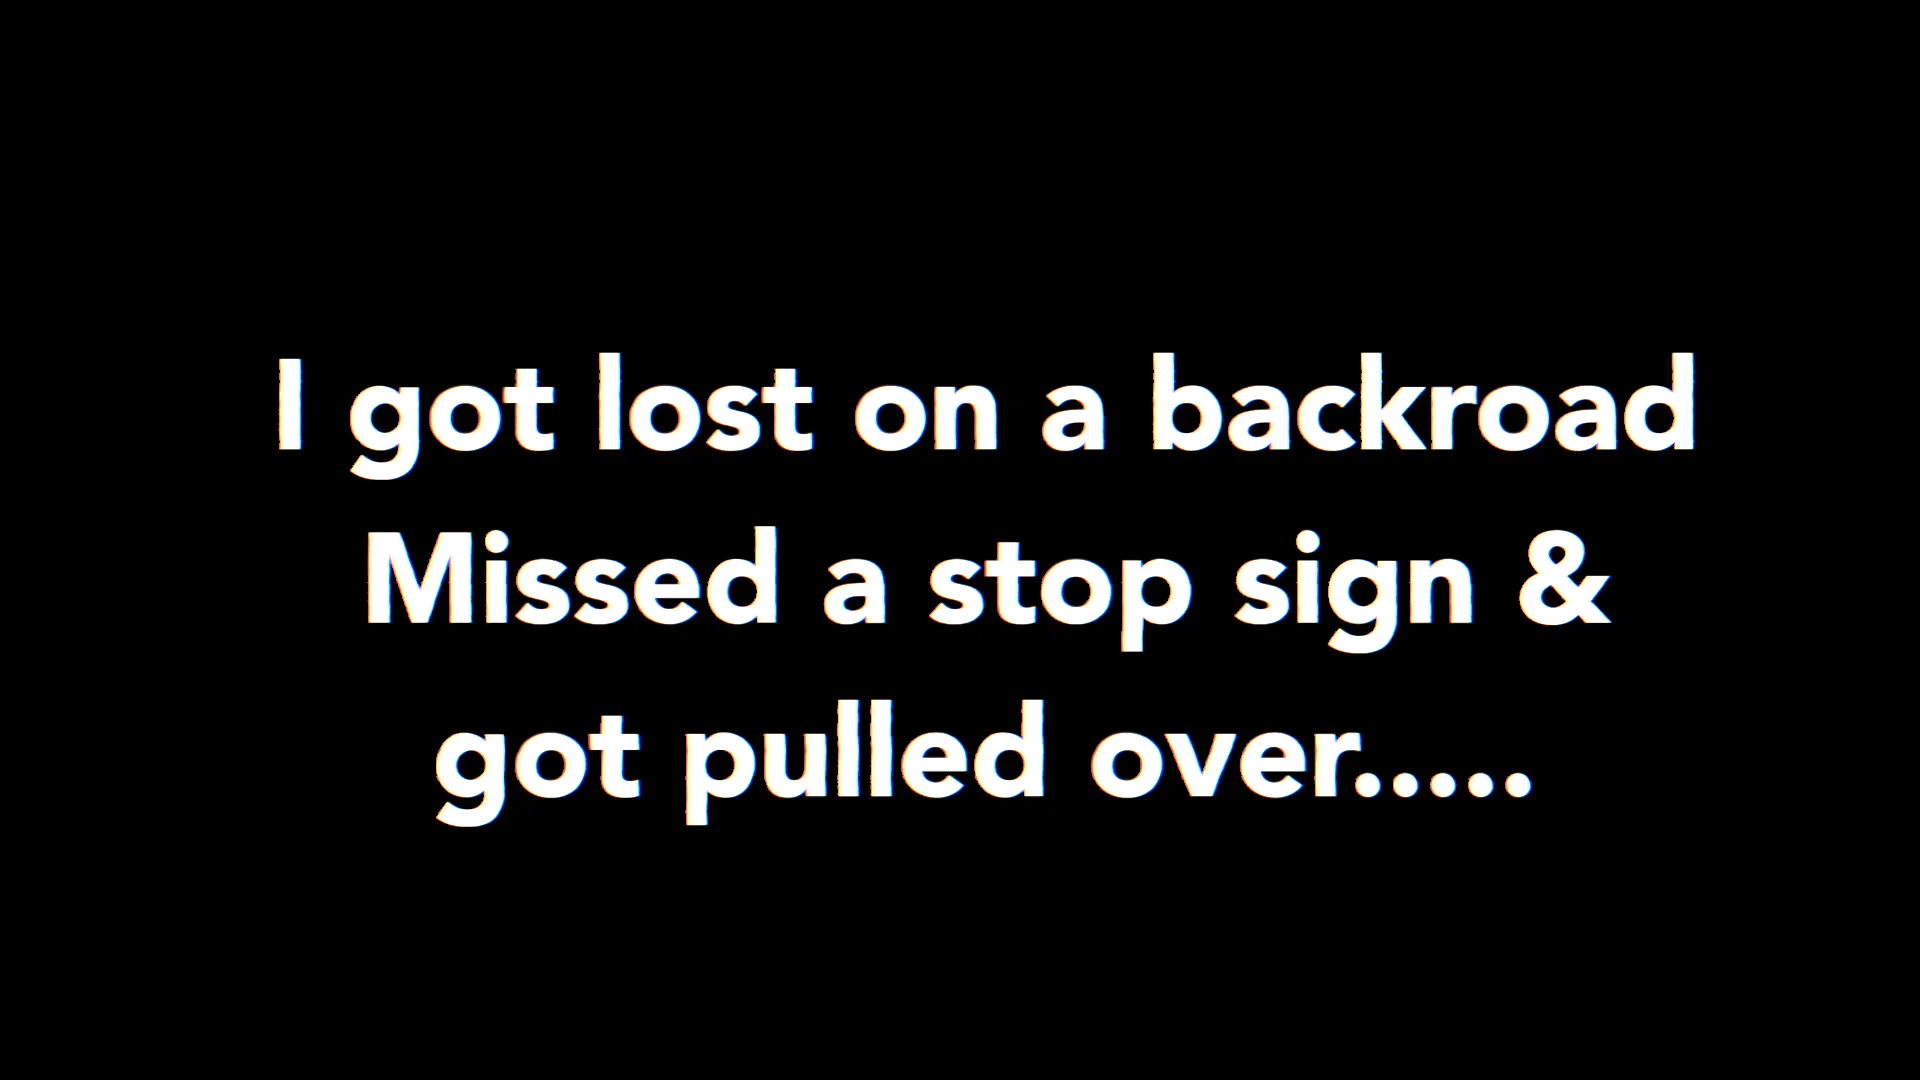 I got lost on a backroad
Missed a stop sign &
got pulled over.....